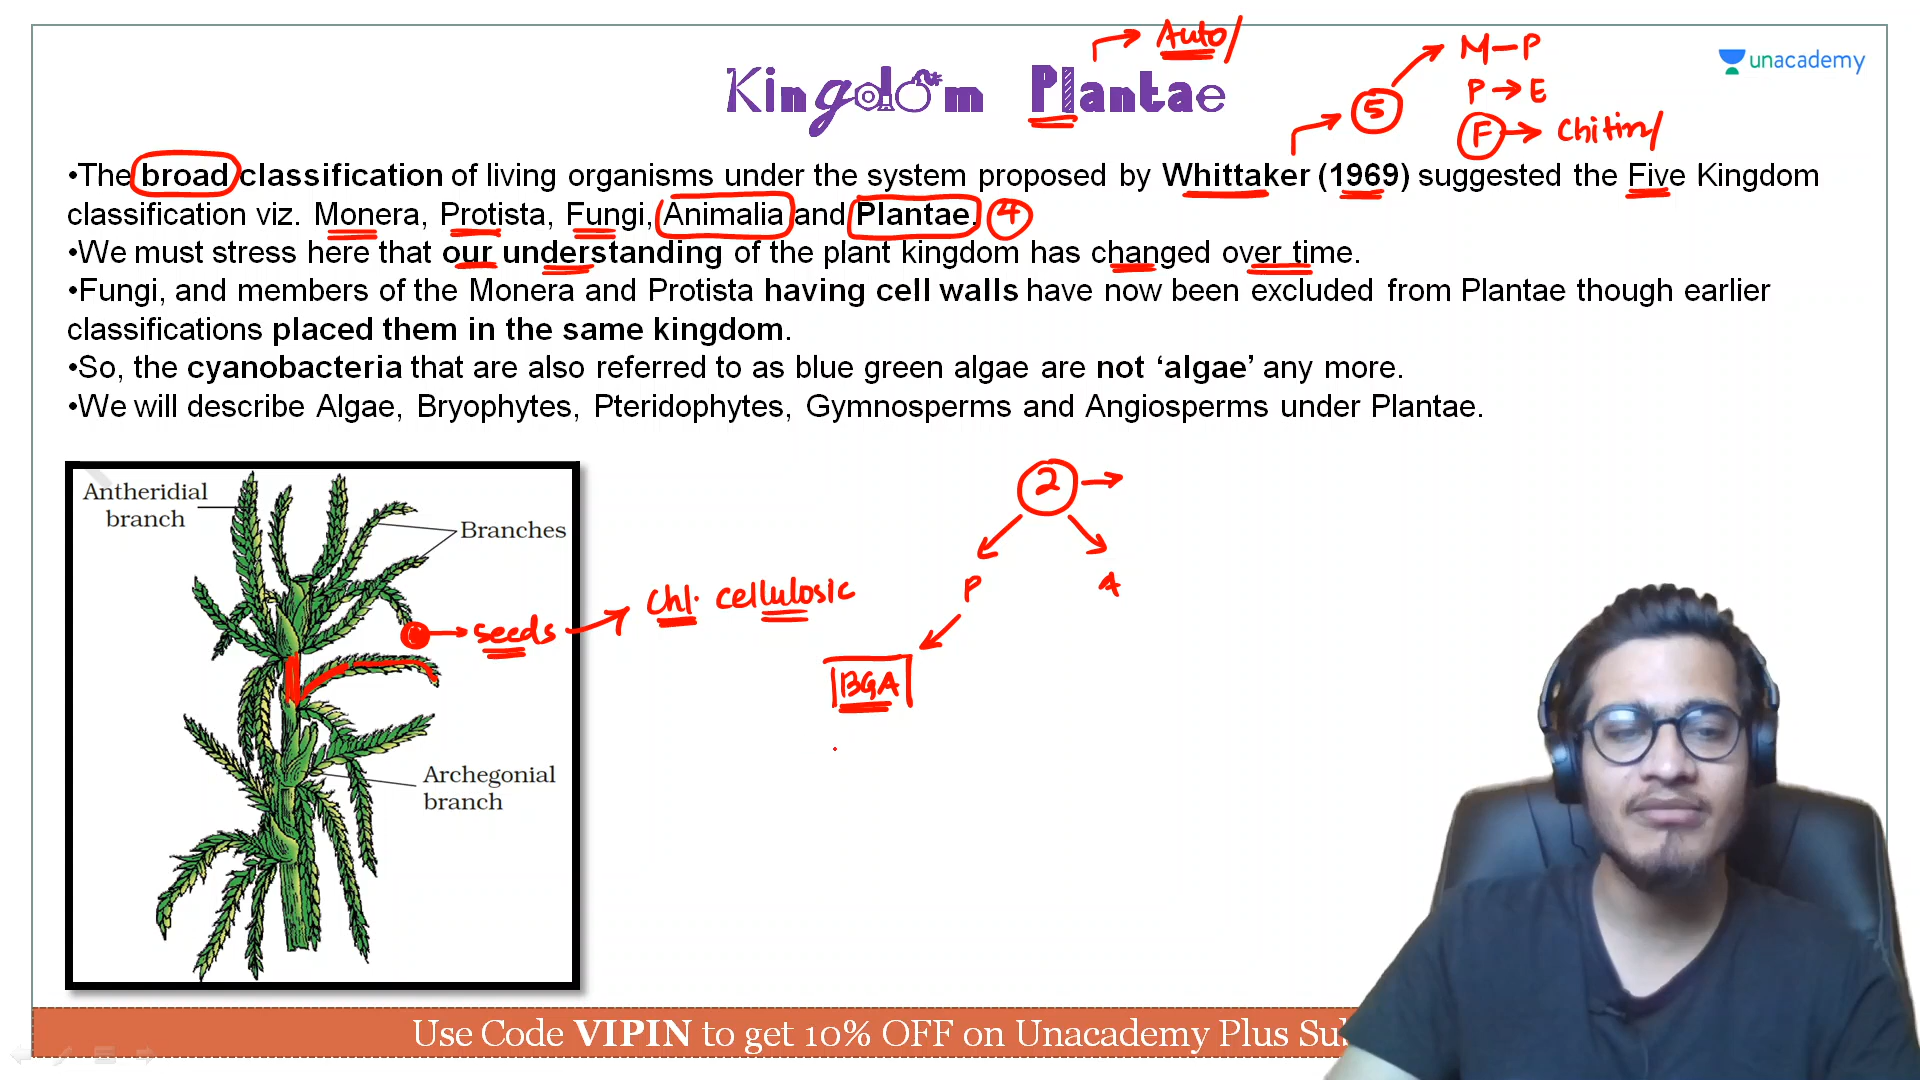 Auto/
M-P
Kingdom Plantae
unacademy
5
P→E
F → Chitin/
•The broad classification of living organisms under the system proposed by Whittaker (1969) suggested the Five Kingdom
classification viz. Monera, Protista, Fungi, Animalia and Plantae. 4
•We must stress here that our understanding of the plant kingdom has changed over time.
•Fungi, and members of the Monera and Protista having cell walls have now been excluded from Plantae though earlier
classifications placed them in the same kingdom.
•So, the cyanobacteria that are also referred to as blue green algae are not ‘algae’ any more.
•We will describe Algae, Bryophytes, Pteridophytes, Gymnosperms and Angiosperms under Plantae.
Antheridial
branch
Branches
2 →
P A
→ seeds → Chl. cellulosic
BGA
Archegonial
branch
Use Code VIPIN to get 10% OFF on Unacademy Plus Su